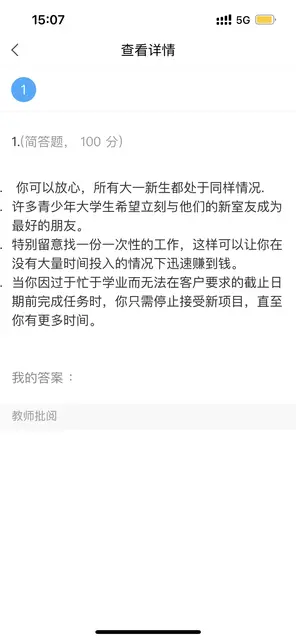 15:07
5G
查看详情
1
1.(简答题， 100 分)
. 你可以放心，所有大一新生都处于同样情况.
. 许多青少年大学生希望立刻与他们的新室友成为
最好的朋友。
. 特别留意找一份一次性的工作，这样可以让你在
没有大量时间投入的情况下迅速赚到钱。
. 当你因过于忙于学业而无法在客户要求的截止日
期前完成任务时，你只需停止接受新项目，直至
你有更多时间。
我的答案：
教师批阅